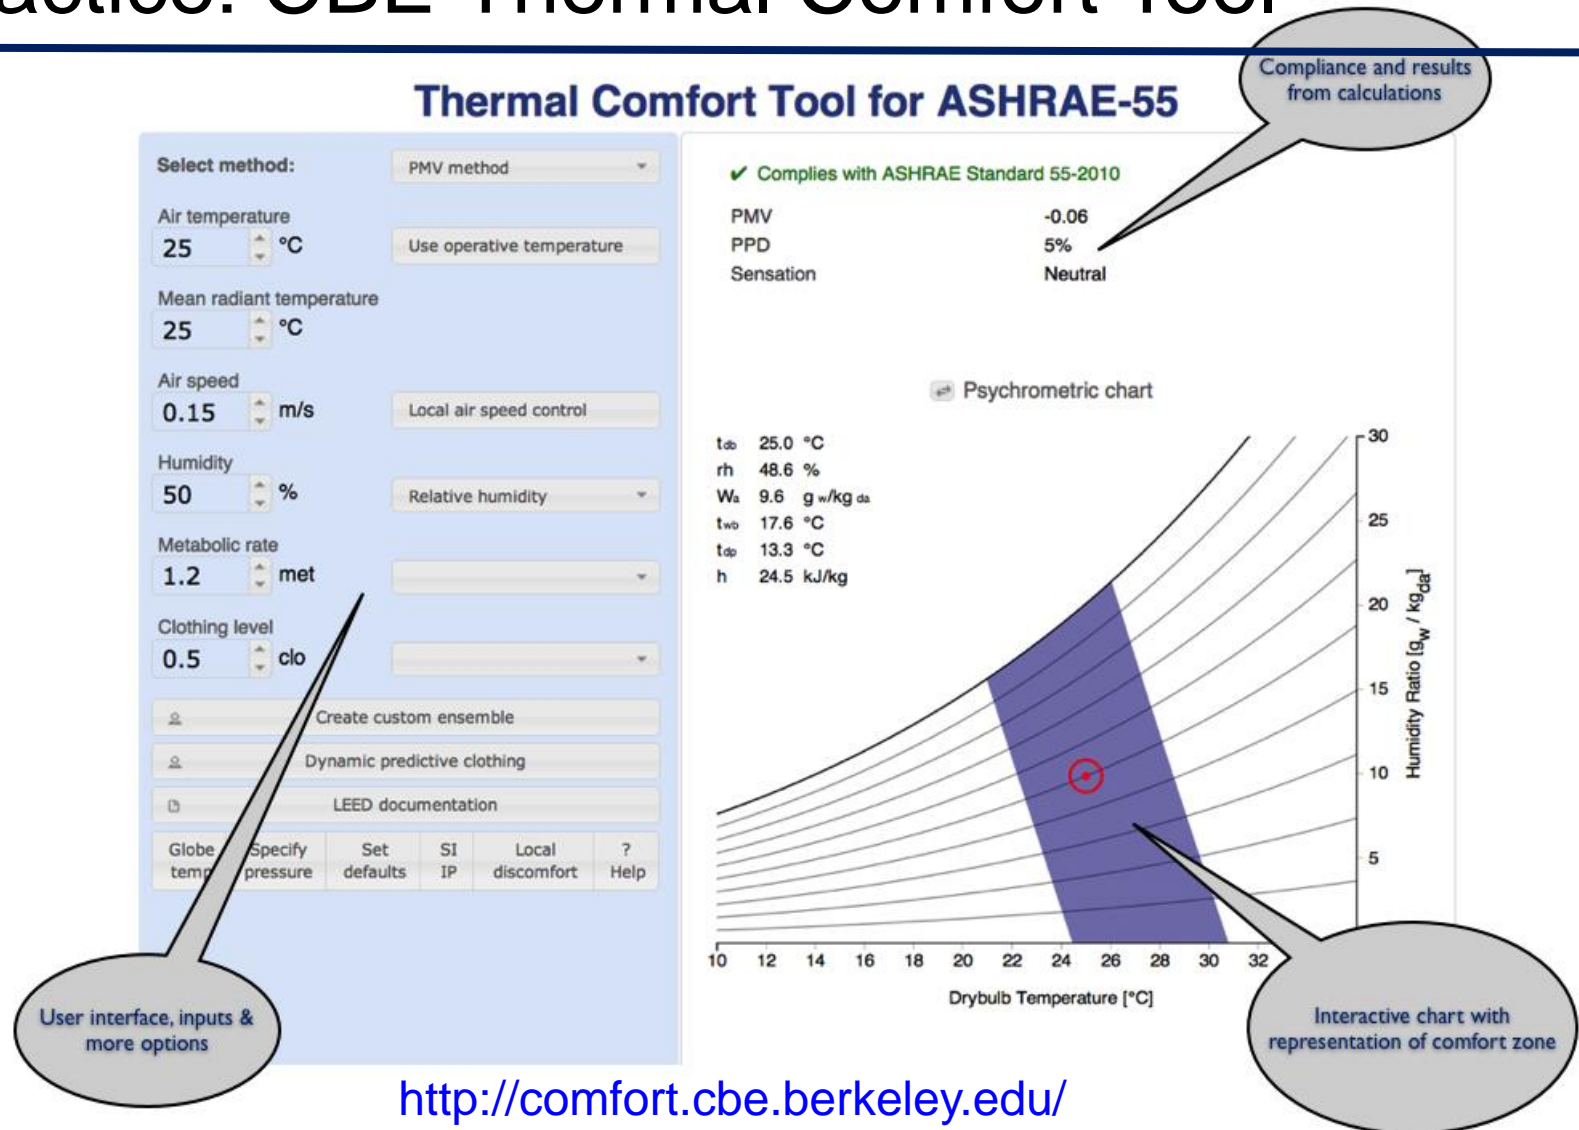 actice: CBE Thermal Comfort Tool
Compliance and results
from calculations
Thermal Comfort Tool for ASHRAE-55
Select method:
PMV method
Air temperature
25 °C
Use operative temperature
Mean radiant temperature
25 °C
Air speed
0.15 m/s
Local air speed control
Humidity
50 %
Relative humidity
Metabolic rate
1.2 met
Clothing level
0.5 clo
Create custom ensemble
Dynamic predictive clothing
LEED documentation
Globe temp
Specify pressure
Set defaults
SI IP
Local discomfort
? Help
✔ Complies with ASHRAE Standard 55-2010
PMV -0.06
PPD 5%
Sensation Neutral
Psychrometric chart
tdb 25.0 °C
rh 48.6 %
Wa 9.6 g w/kg da
twb 17.6 °C
tdp 13.3 °C
h 24.5 kJ/kg
30
25
20
15
10
5
Humidity Ratio [gw / kgda]
10 12 14 16 18 20 22 24 26 28 30 32
Drybulb Temperature [°C]
User interface, inputs &
more options
Interactive chart with
representation of comfort zone
http://comfort.cbe.berkeley.edu/